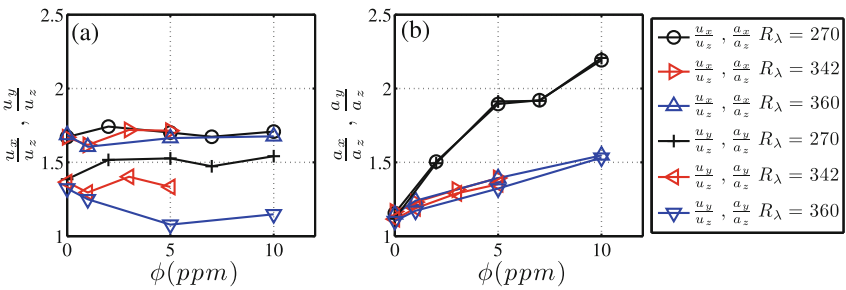 (a)
2.5
2
1.5
1
0
5
10
ϕ(ppm)
u_x/u_z , u_y/u_z
(b)
2.5
2
1.5
1
0
5
10
ϕ(ppm)
a_x/a_z , a_y/a_z
u_x/u_z , a_x/a_z R_λ = 270
u_x/u_z , a_x/a_z R_λ = 342
u_x/u_z , a_x/a_z R_λ = 360
u_y/u_z , a_y/a_z R_λ = 270
u_y/u_z , a_y/a_z R_λ = 342
u_y/u_z , a_y/a_z R_λ = 360